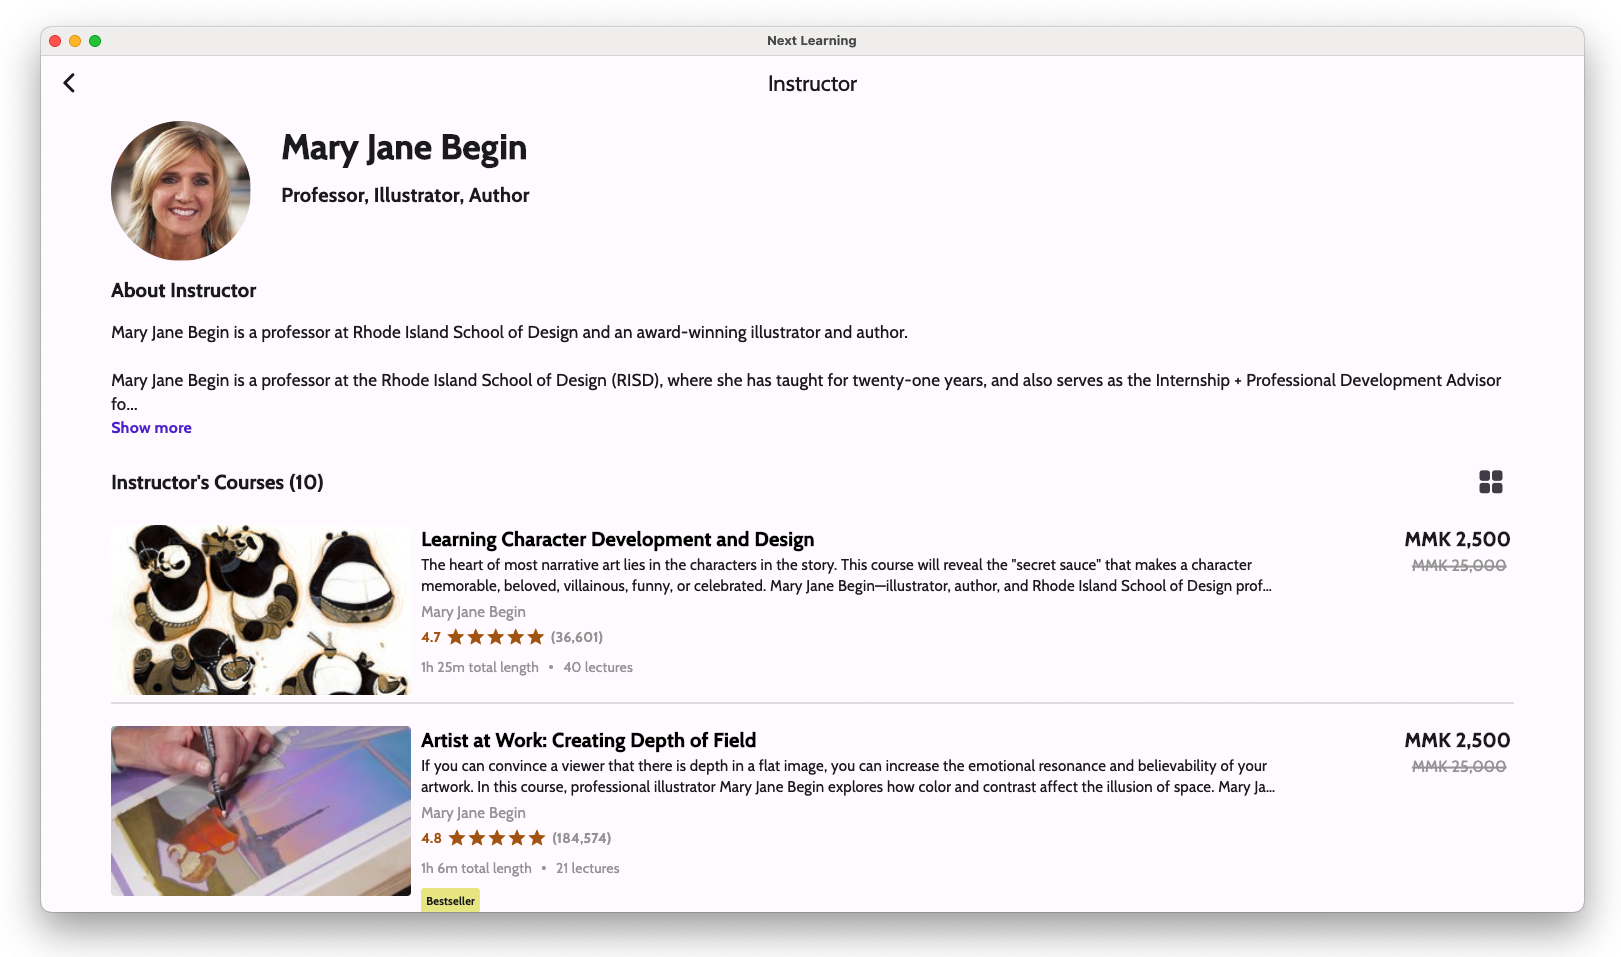 Next Learning
Instructor
Mary Jane Begin
Professor, Illustrator, Author
About Instructor
Mary Jane Begin is a professor at Rhode Island School of Design and an award-winning illustrator and author.
Mary Jane Begin is a professor at the Rhode Island School of Design (RISD), where she has taught for twenty-one years, and also serves as the Internship + Professional Development Advisor
fo...
Show more
Instructor's Courses (10)
Learning Character Development and Design
MMK 2,500
The heart of most narrative art lies in the characters in the story. This course will reveal the "secret sauce" that makes a character
MMK 25,000
memorable, beloved, villainous, funny, or celebrated. Mary Jane Begin—illustrator, author, and Rhode Island School of Design prof...
Mary Jane Begin
4.7 ★★★★★ (36,601)
1h 25m total length • 40 lectures
Artist at Work: Creating Depth of Field
MMK 2,500
If you can convince a viewer that there is depth in a flat image, you can increase the emotional resonance and believability of your
MMK 25,000
artwork. In this course, professional illustrator Mary Jane Begin explores how color and contrast affect the illusion of space. Mary Ja...
Mary Jane Begin
4.8 ★★★★★ (184,574)
1h 6m total length • 21 lectures
Bestseller